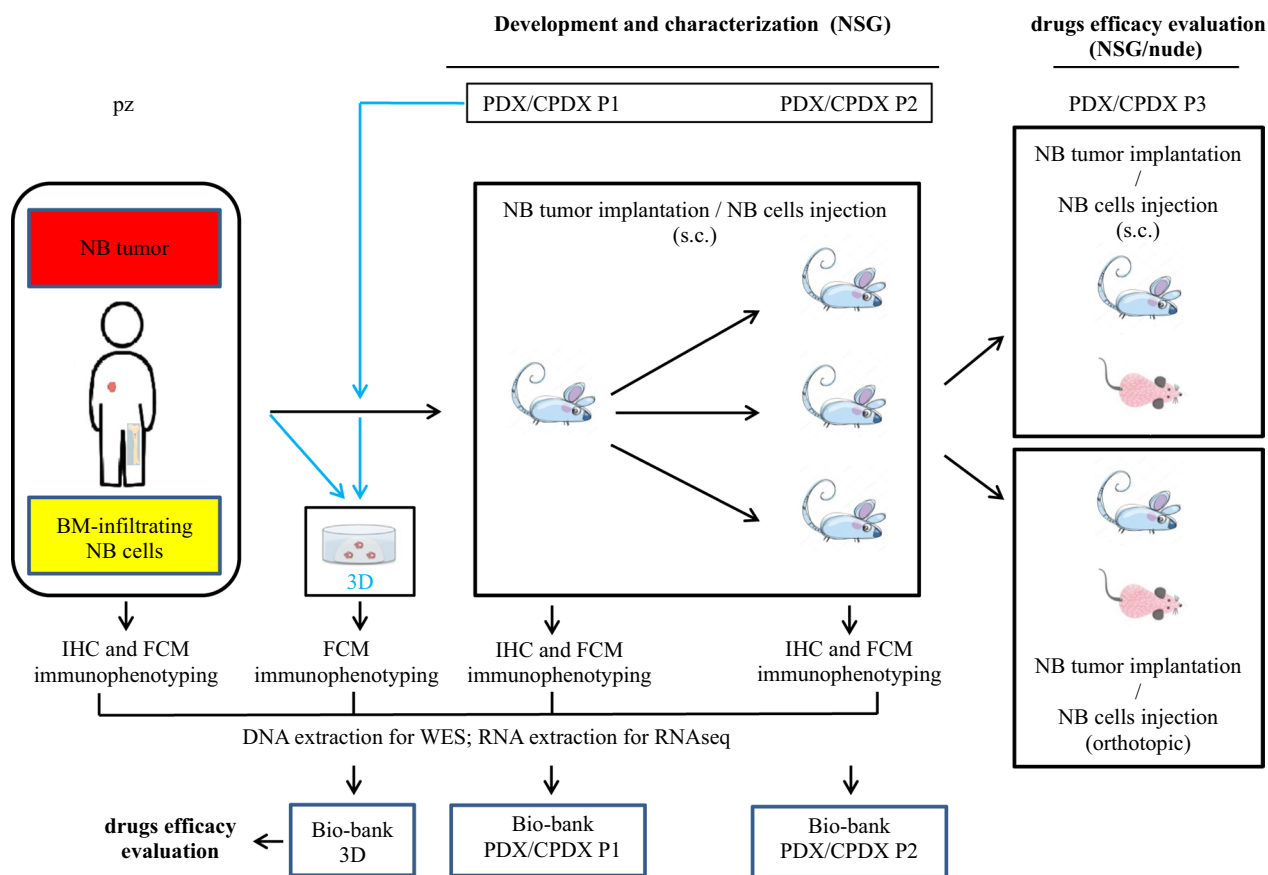 Development and characterization (NSG)
drugs efficacy evaluation
(NSG/nude)
pz
PDX/CPDX P1
PDX/CPDX P2
PDX/CPDX P3
NB tumor
BM-infiltrating
NB cells
3D
NB tumor implantation / NB cells injection
(s.c.)
NB tumor implantation
/
NB cells injection
(s.c.)
NB tumor implantation
/
NB cells injection
(orthotopic)
IHC and FCM
immunophenotyping
FCM
immunophenotyping
IHC and FCM
immunophenotyping
IHC and FCM
immunophenotyping
DNA extraction for WES; RNA extraction for RNAseq
drugs efficacy
evaluation
Bio-bank
3D
Bio-bank
PDX/CPDX P1
Bio-bank
PDX/CPDX P2